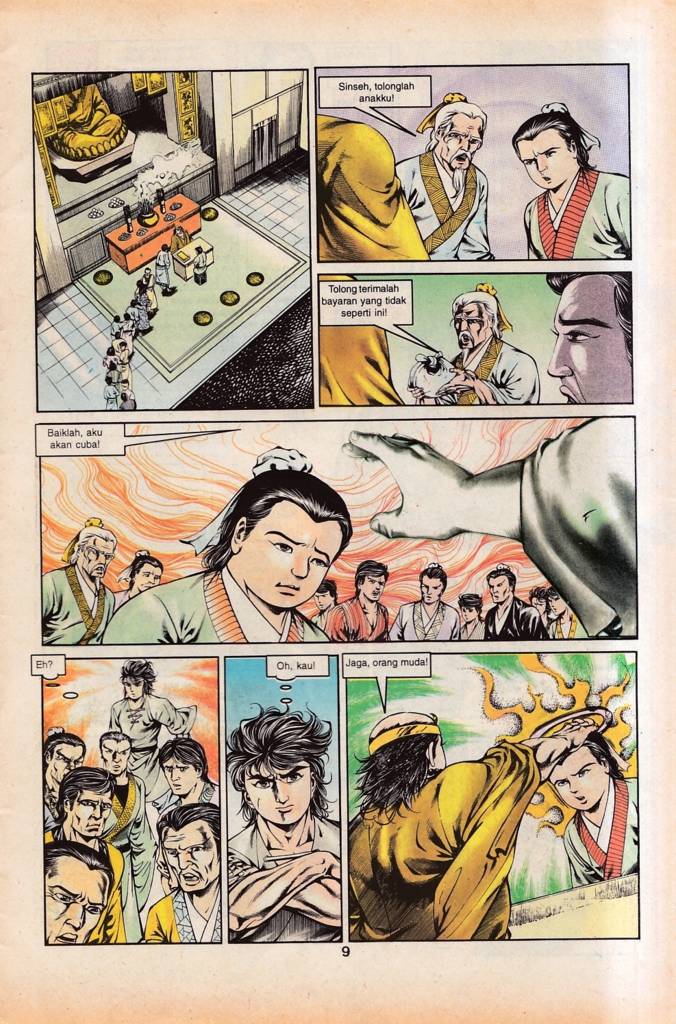 Sinseh, tolonglah
anakku!
Tolong terimalah
bayaran yang tidak
seperti ini!
Baiklah, aku
akan cuba!
Eh?
Oh, kau!
Jaga, orang muda!
9